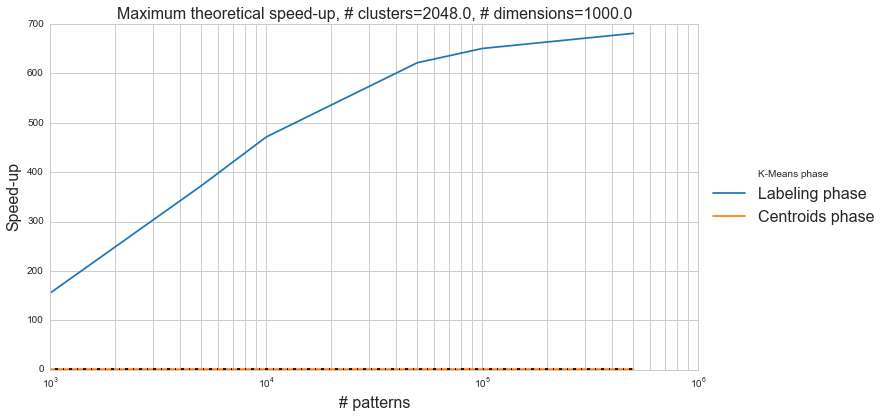 Maximum theoretical speed-up, # clusters=2048.0, # dimensions=1000.0
Speed-up
700
600
500
400
300
200
100
0
10³
10⁴
10⁵
10⁶
# patterns
K-Means phase
Labeling phase
Centroids phase